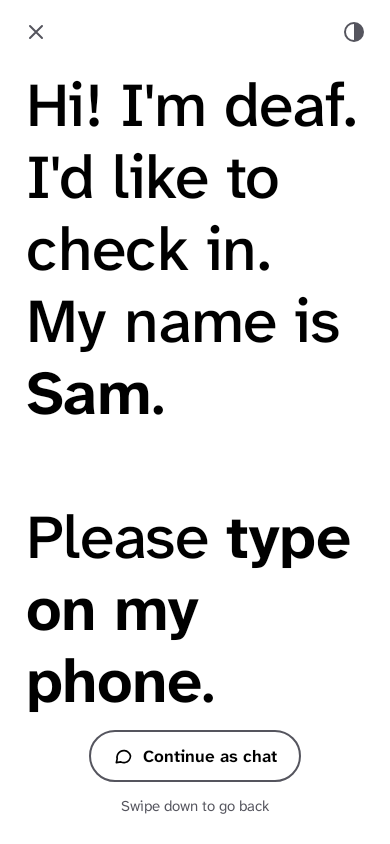 Hi! I'm deaf.
I'd like to
check in.
My name is
Sam.
Please type
on my
phone.
Continue as chat
Swipe down to go back